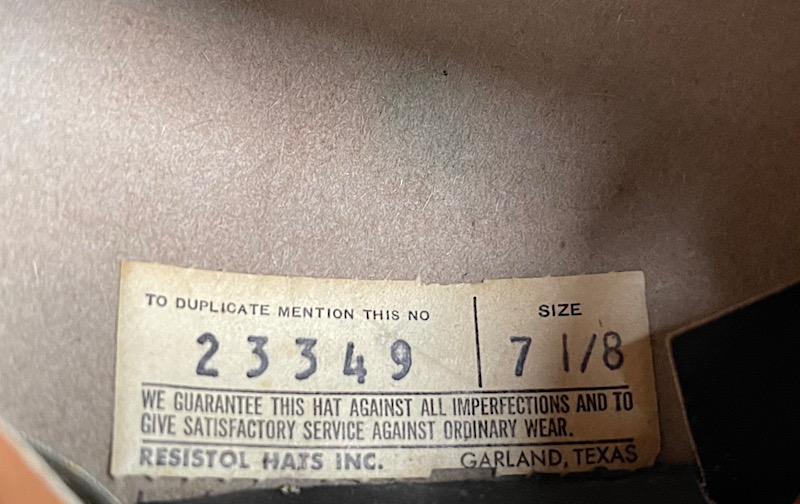 TO DUPLICATE MENTION THIS NO
23349
SIZE
7 1/8
WE GUARANTEE THIS HAT AGAINST ALL IMPERFECTIONS AND TO
GIVE SATISFACTORY SERVICE AGAINST ORDINARY WEAR.
RESISTOL HATS INC. GARLAND, TEXAS